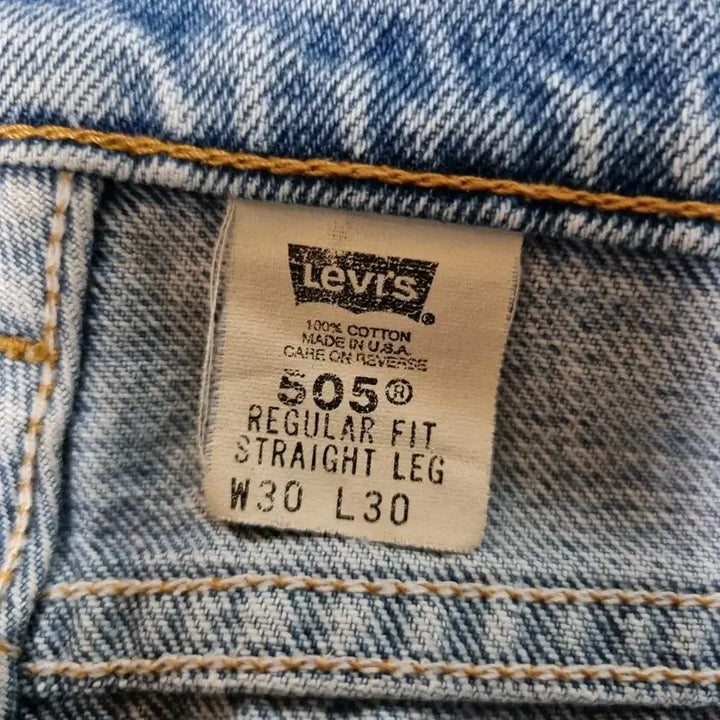 Levi's®
100% COTTON
MADE IN U.S.A.
CARE ON REVERSE
505®
REGULAR FIT
STRAIGHT LEG
W30 L30